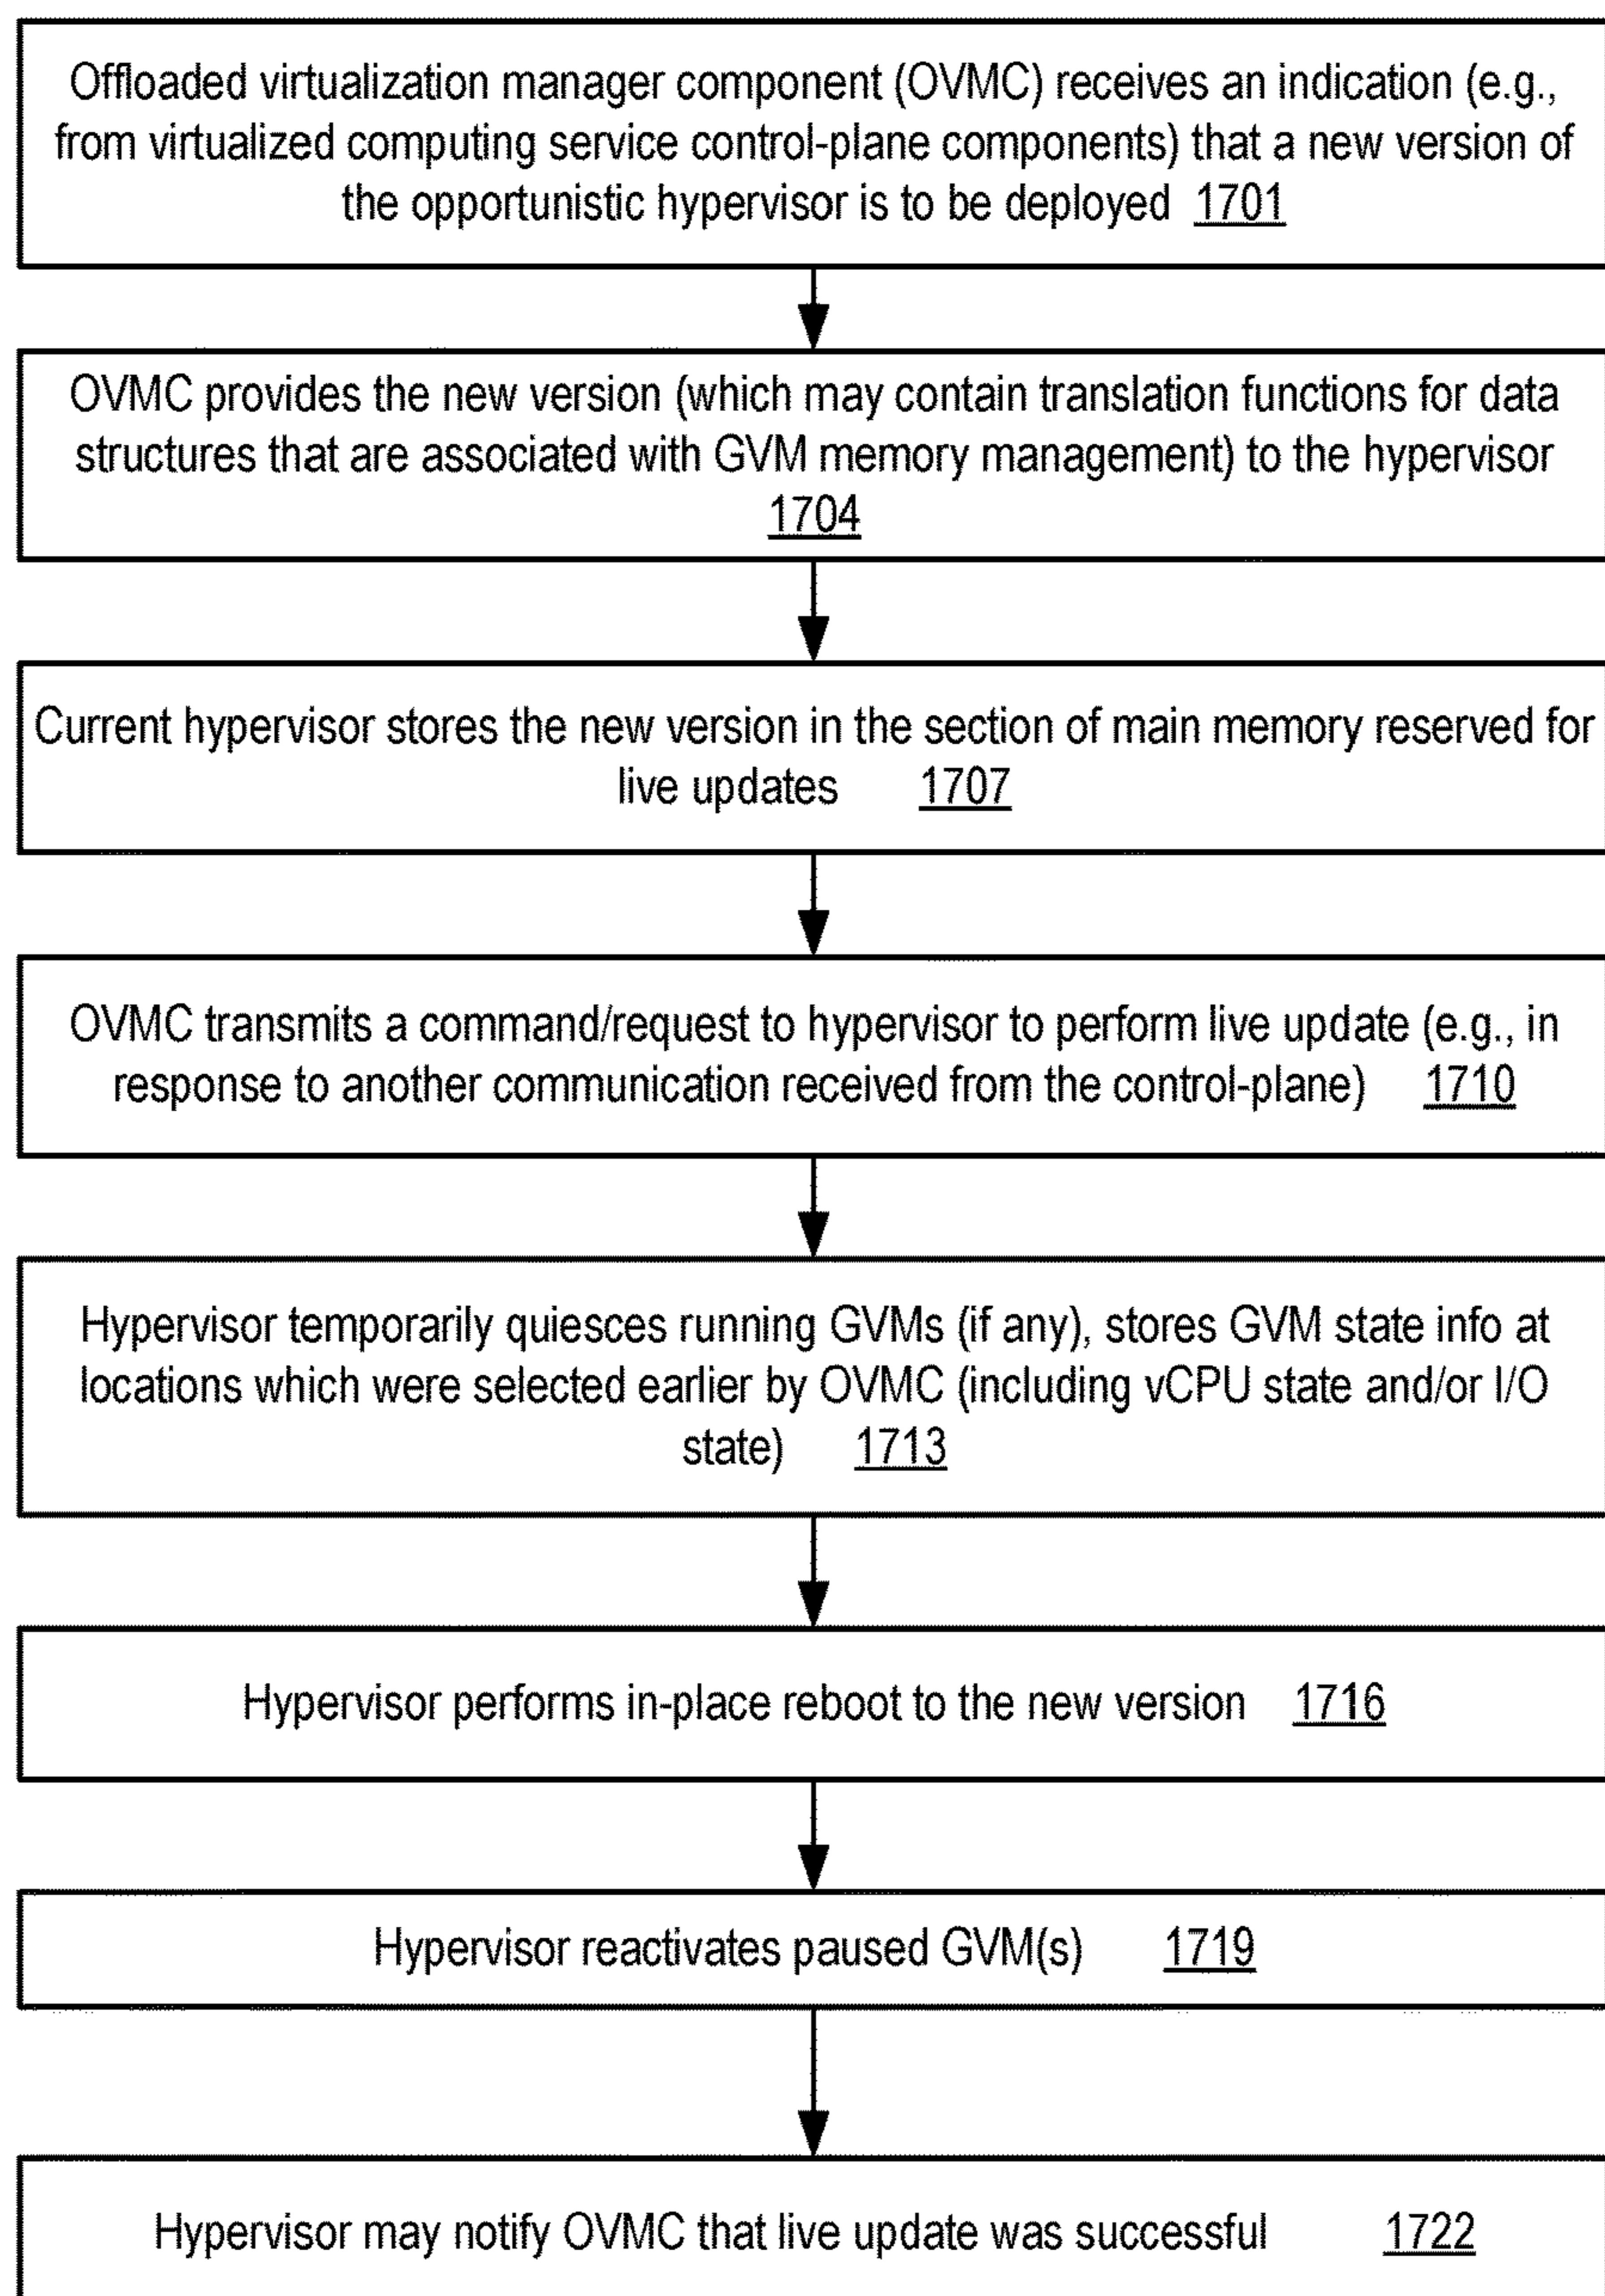 Offloaded virtualization manager component (OVMC) receives an indication (e.g.,
from virtualized computing service control-plane components) that a new version of
the opportunistic hypervisor is to be deployed 1701
OVMC provides the new version (which may contain translation functions for data
structures that are associated with GVM memory management) to the hypervisor
1704
Current hypervisor stores the new version in the section of main memory reserved for
live updates 1707
OVMC transmits a command/request to hypervisor to perform live update (e.g., in
response to another communication received from the control-plane) 1710
Hypervisor temporarily quiesces running GVMs (if any), stores GVM state info at
locations which were selected earlier by OVMC (including vCPU state and/or I/O
state) 1713
Hypervisor performs in-place reboot to the new version 1716
Hypervisor reactivates paused GVM(s) 1719
Hypervisor may notify OVMC that live update was successful 1722